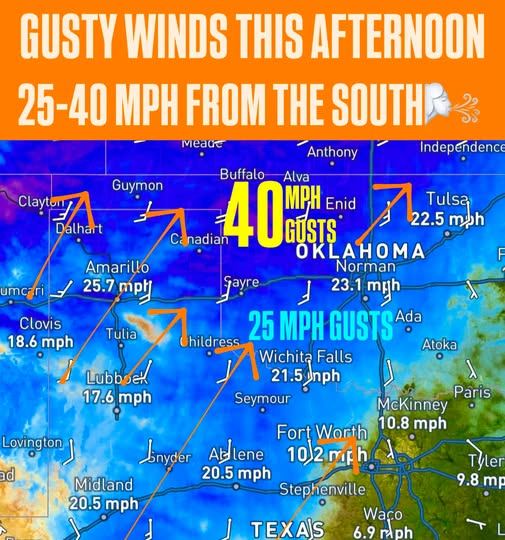 GUSTY WINDS THIS AFTERNOON
25-40 MPH FROM THE SOUTH
Meade
Anthony
Independence
Buffalo
Alva
Clayton
Guymon
40 MPH GUSTS
Enid
Tulsa
22.5 mph
Dalhart
Canadian
OKLAHOMA
Amarillo
25.7 mph
Sayre
Norman
23.1 mph
umcari
Clovis
18.6 mph
Tulia
Childress
25 MPH GUSTS
Ada
Atoka
Wichita Falls
21.5 mph
Lubbock
17.6 mph
Seymour
McKinney
10.8 mph
Paris
Lovington
Snyder
Abilene
20.5 mph
Fort Worth
10.2 mph
Tyler
9.8 mp
ad
Midland
20.5 mph
Stephenville
Waco
6.9 mph
TEXAS